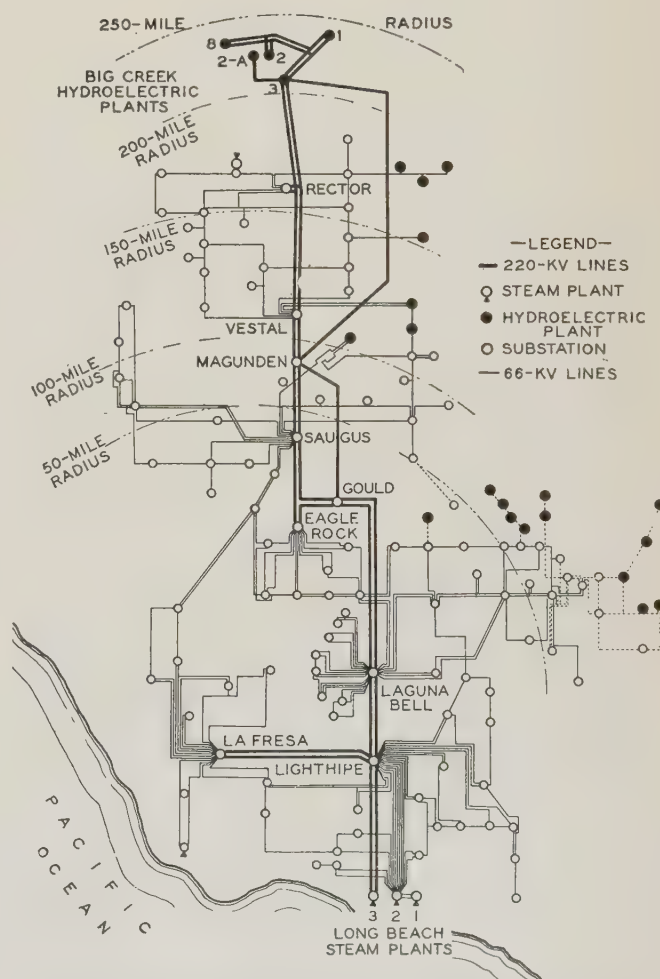 250-MILE RADIUS
8
1
2-A
2
3
BIG CREEK
HYDROELECTRIC
PLANTS
200-MILE
RADIUS
RECTOR
150-MILE
RADIUS
—LEGEND—
220-KV LINES
STEAM PLANT
HYDROELECTRIC
PLANT
SUBSTATION
66-KV LINES
VESTAL
MAGUNDEN
100-MILE
RADIUS
SAUGUS
50-MILE
RADIUS
GOULD
EAGLE
ROCK
LAGUNA
BELL
LA FRESA
LIGHTHIPE
PACIFIC
OCEAN
3 2 1
LONG BEACH
STEAM PLANTS